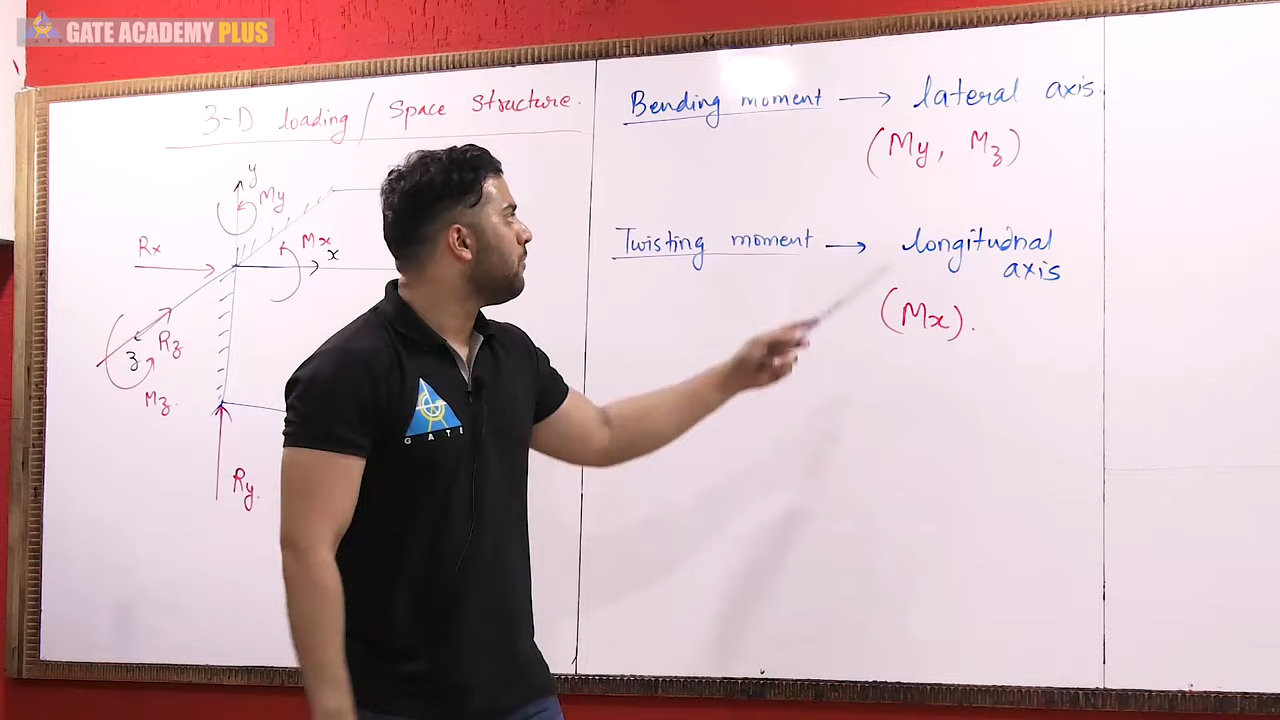 GATE ACADEMY PLUS
3-D loading / Space Structure.
y
My
Mx
x
Rx
z
Rz
Mz.
Ry.
GATE
Bending moment → lateral axis.
(My, Mz)
Twisting moment → longitudnal
axis
(Mx).